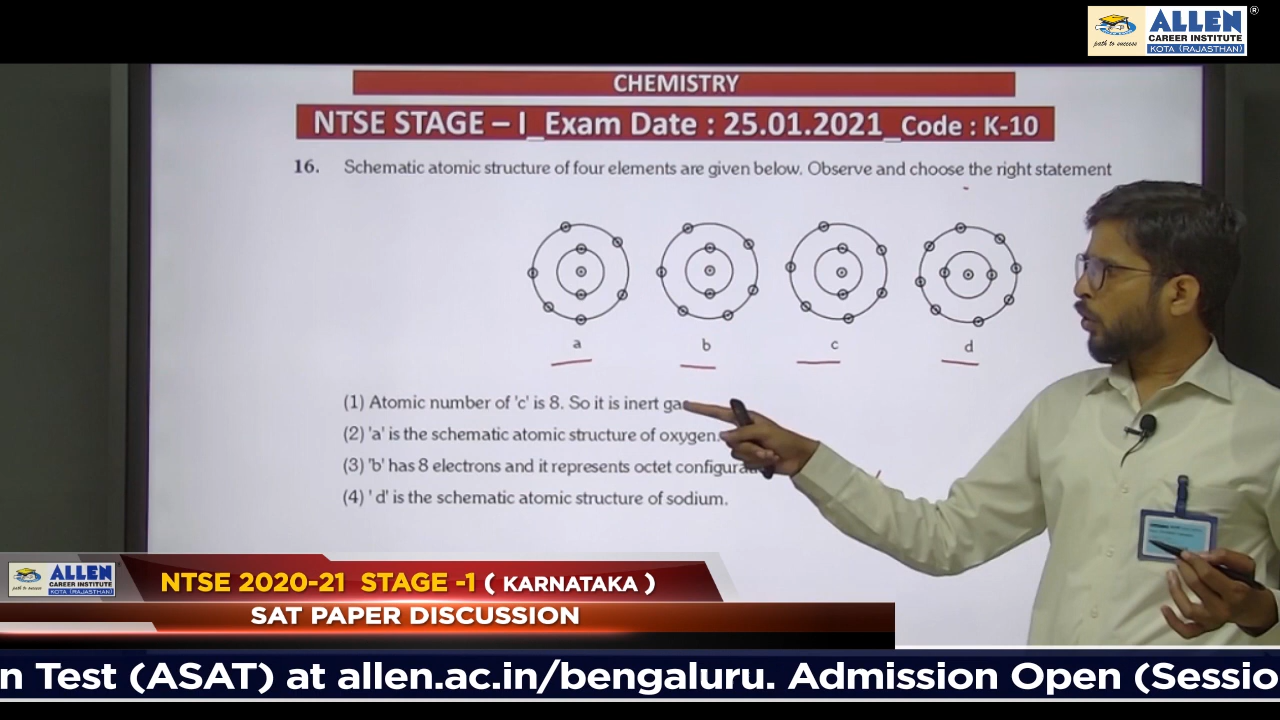 ALLEN
®
CAREER INSTITUTE
path to success
KOTA (RAJASTHAN)
CHEMISTRY
NTSE STAGE – I_Exam Date : 25.01.2021_Code : K-10
16. Schematic atomic structure of four elements are given below. Observe and choose the right statement
a b c d
(1) Atomic number of 'c' is 8. So it is inert
(2) 'a' is the schematic atomic structure of oxygen.
(3) 'b' has 8 electrons and it represents octet
(4) ' d' is the schematic atomic structure of sodium.
ALLEN
CAREER INSTITUTE
path to success
KOTA (RAJASTHAN)
NTSE 2020-21 STAGE -1 ( KARNATAKA )
SAT PAPER DISCUSSION
n Test (ASAT) at allen.ac.in/bengaluru. Admission Open (Sessio